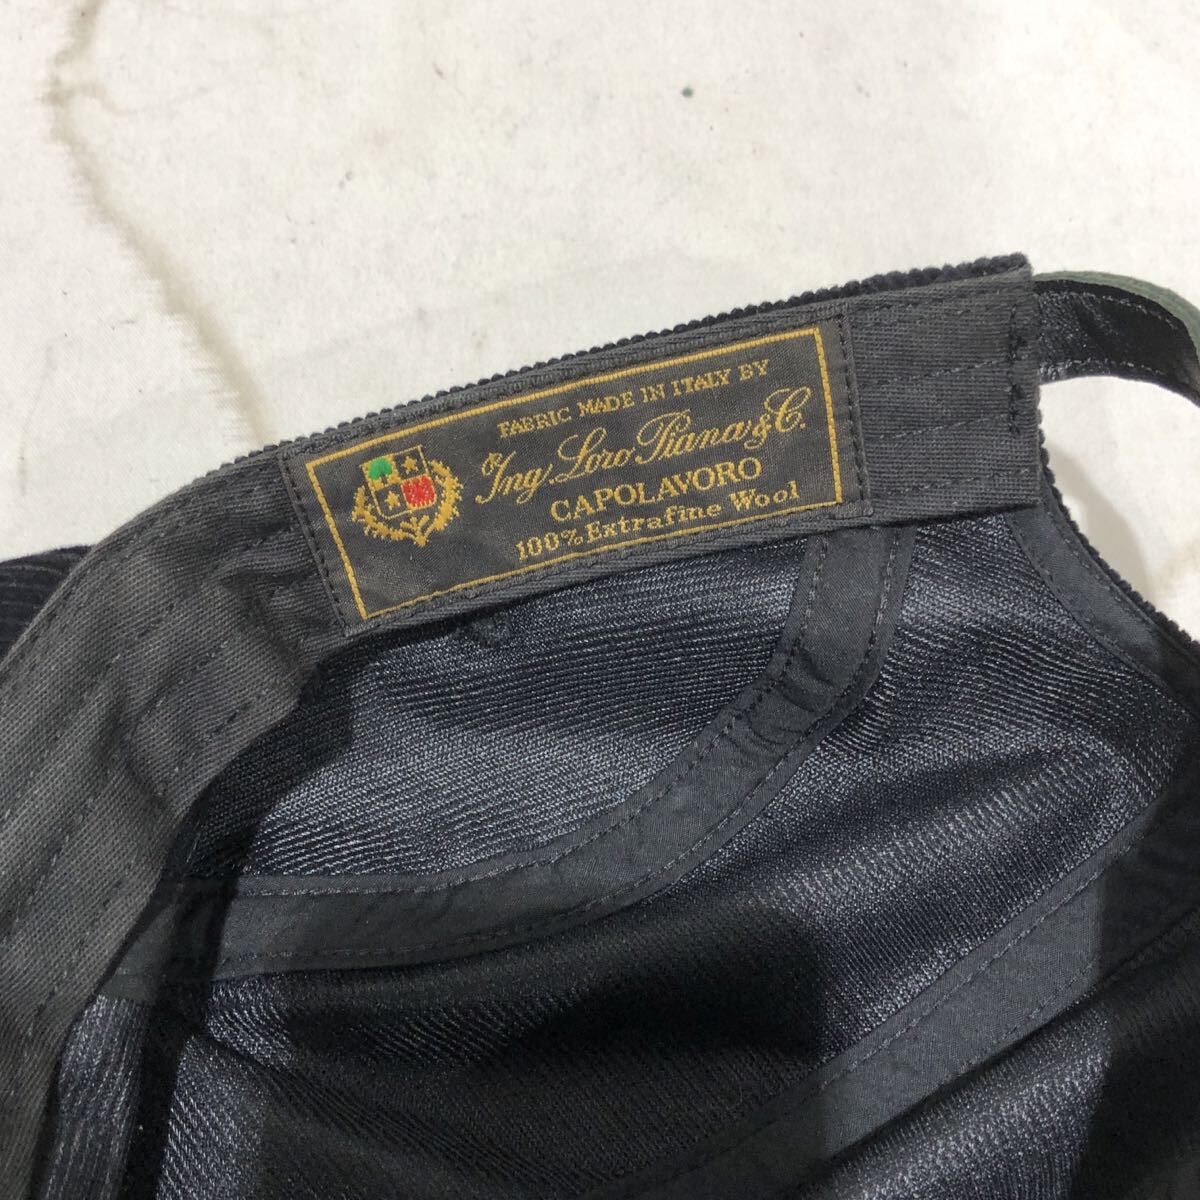 FABRIC MADE IN ITALY BY
Ing. Loro Piana & C.
CAPOLAVORO
100% Extrafine Wool